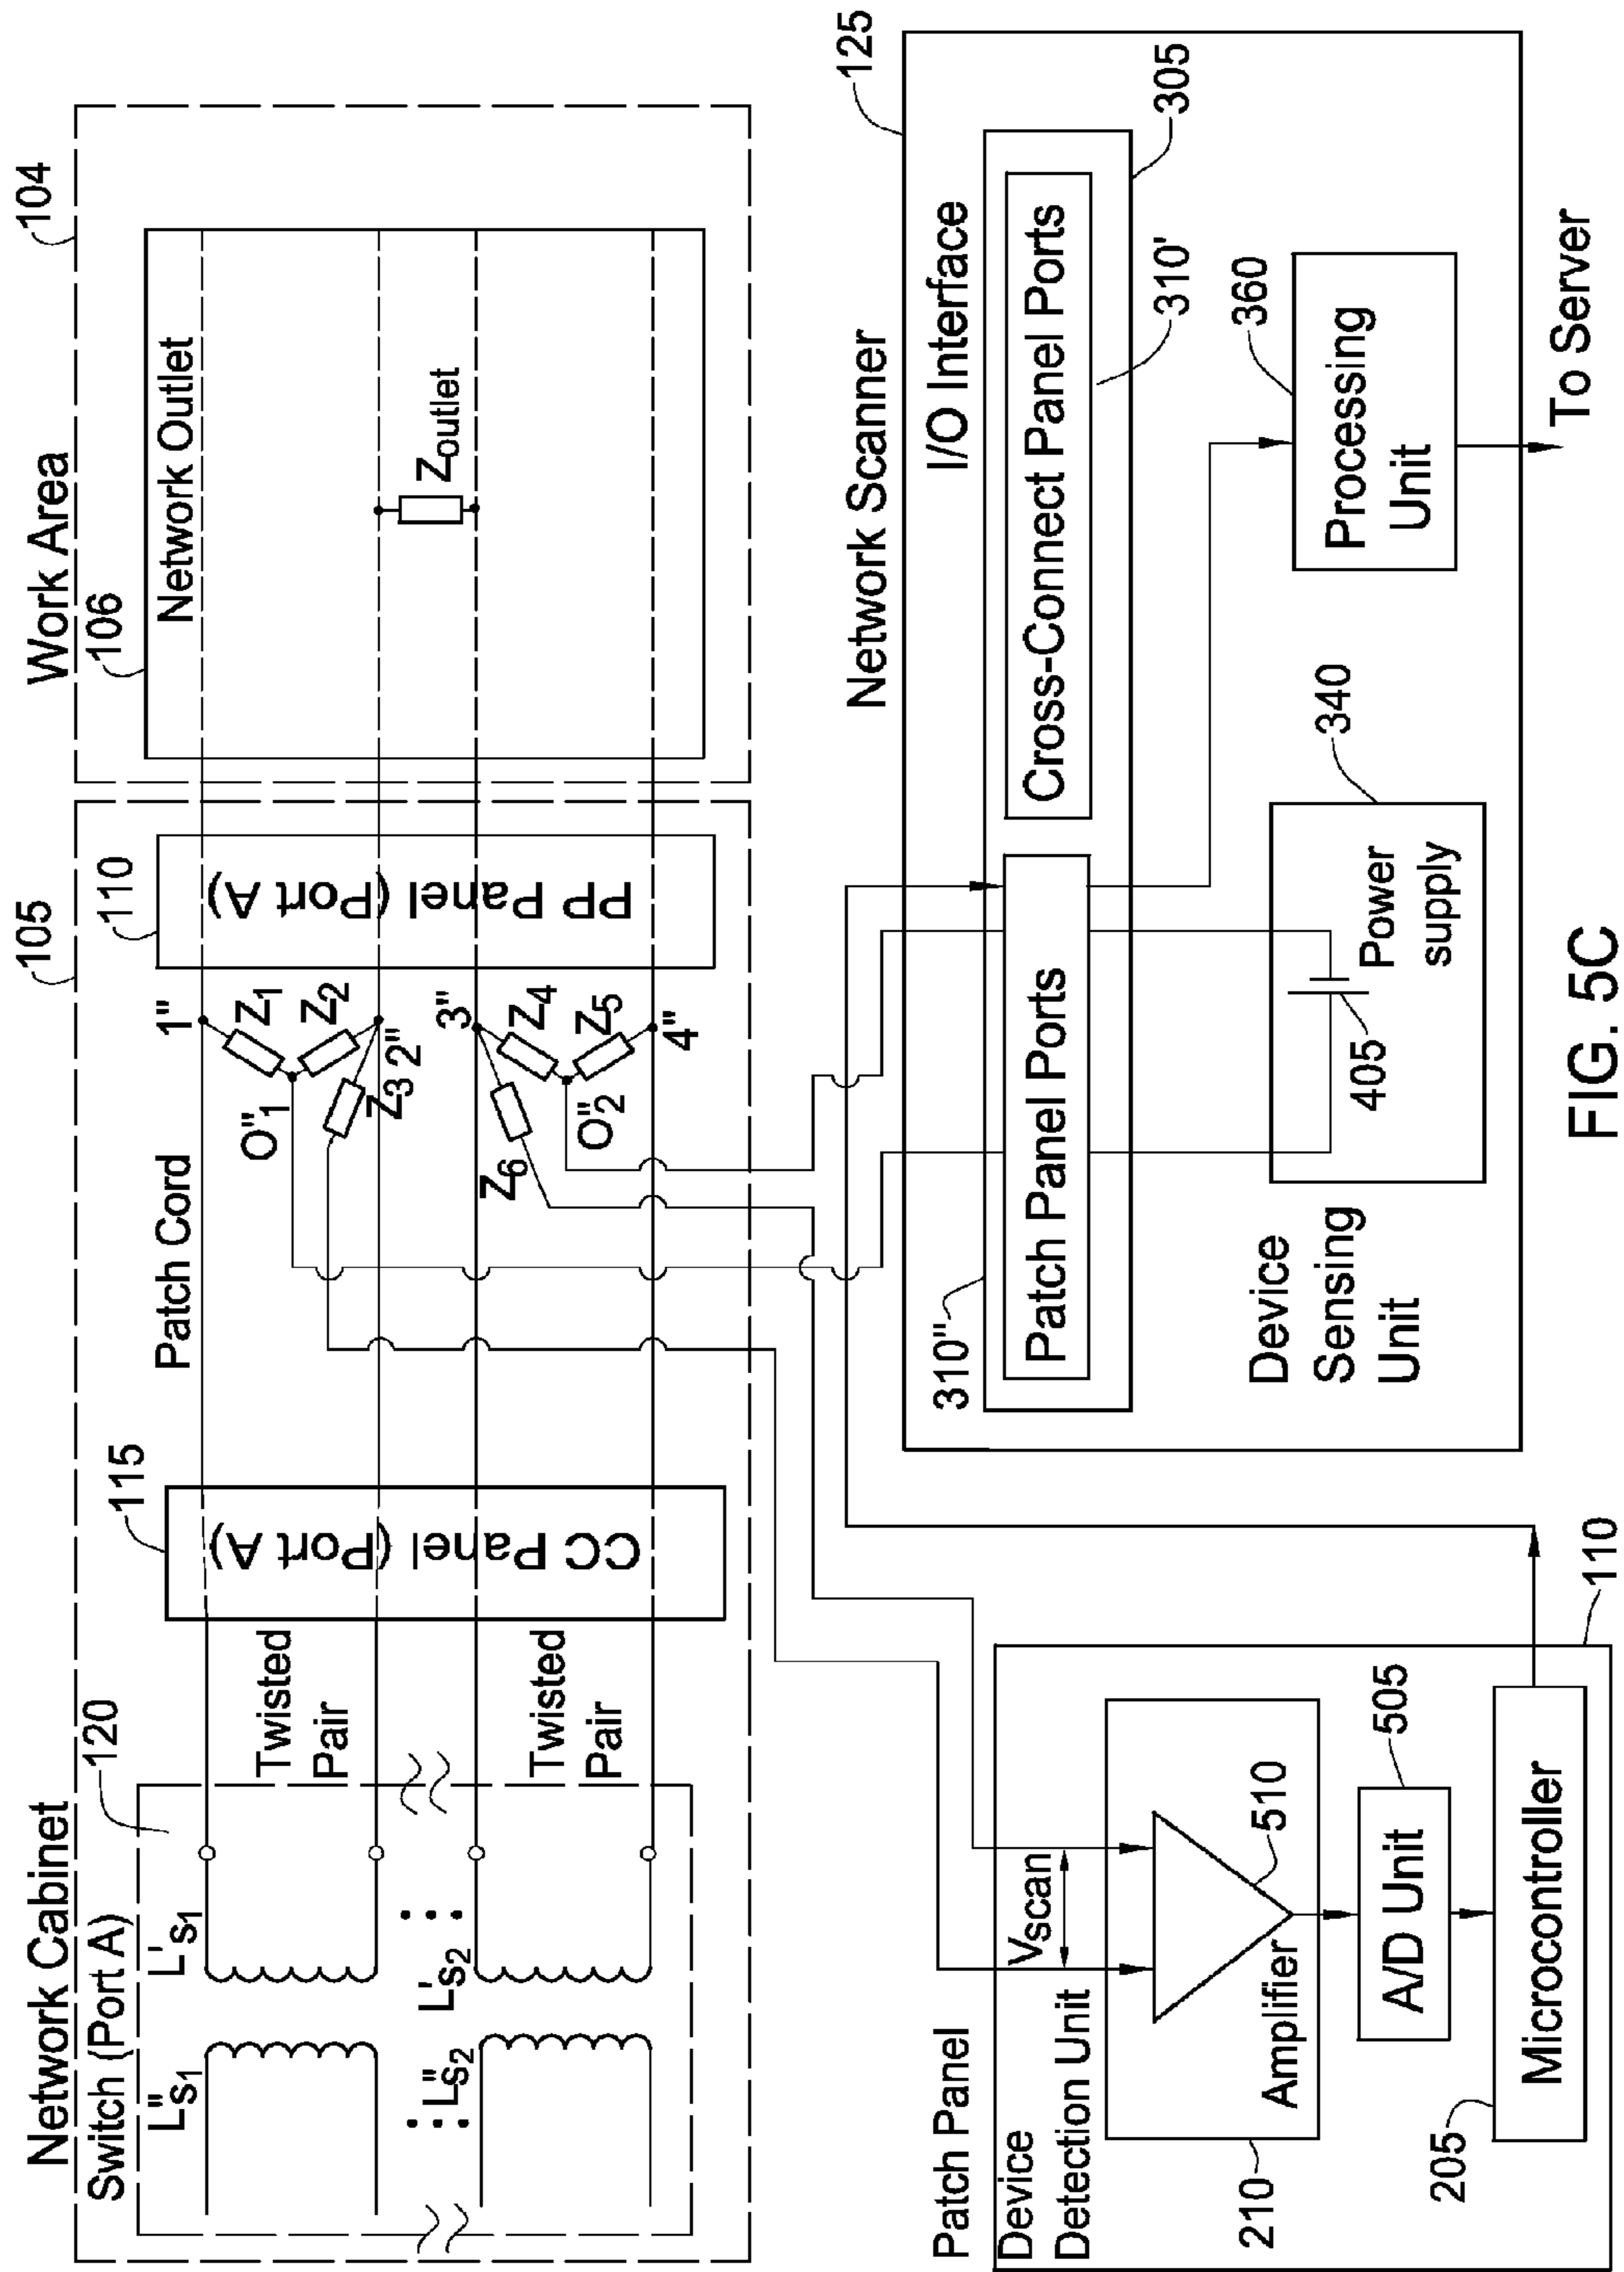 Network Cabinet
Switch (Port A)
120
L"S1
L'S1
L"S2
L'S2
Twisted
Pair
Twisted
Pair
115
CC Panel (Port A)
Patch Cord
105
110
PP Panel (Port A)
1"
Z1
Z2
O"1
Z3
2"
3"
Z4
Z5
O"2
Z6
4"
Work Area
104
106
Network Outlet
Zoutlet
Patch Panel
Device
Detection Unit
Vscan
510
Amplifier
210
A/D Unit
505
205
Microcontroller
110
Network Scanner
125
I/O Interface
305
310"
Patch Panel Ports
Cross-Connect Panel Ports
310'
Device
Sensing
Unit
340
Power
supply
405
360
Processing
Unit
To Server
FIG. 5C